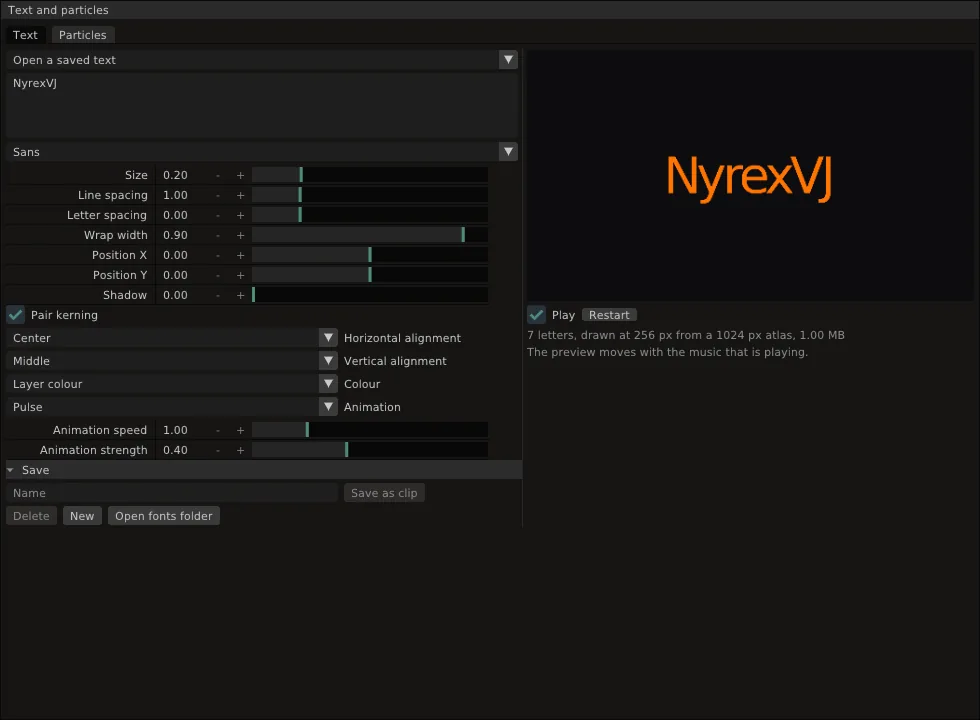 Text and particles
Text Particles
Open a saved text
NyrexVJ
Sans
Size 0.20 - +
Line spacing 1.00 - +
Letter spacing 0.00 - +
Wrap width 0.90 - +
Position X 0.00 - +
Position Y 0.00 - +
Shadow 0.00 - +
Pair kerning
Center Horizontal alignment
Middle Vertical alignment
Layer colour Colour
Pulse Animation
Animation speed 1.00 - +
Animation strength 0.40 - +
Save
Name Save as clip
Delete New Open fonts folder
NyrexVJ
Play Restart
7 letters, drawn at 256 px from a 1024 px atlas, 1.00 MB
The preview moves with the music that is playing.